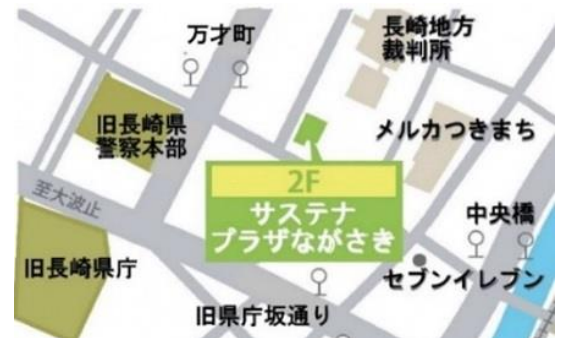 万才町
長崎地方
裁判所
旧長崎県
警察本部
メルカつきまち
至大波止
2F
サステナ
プラザながさき
中央橋
旧長崎県庁
セブンイレブン
旧県庁坂通り